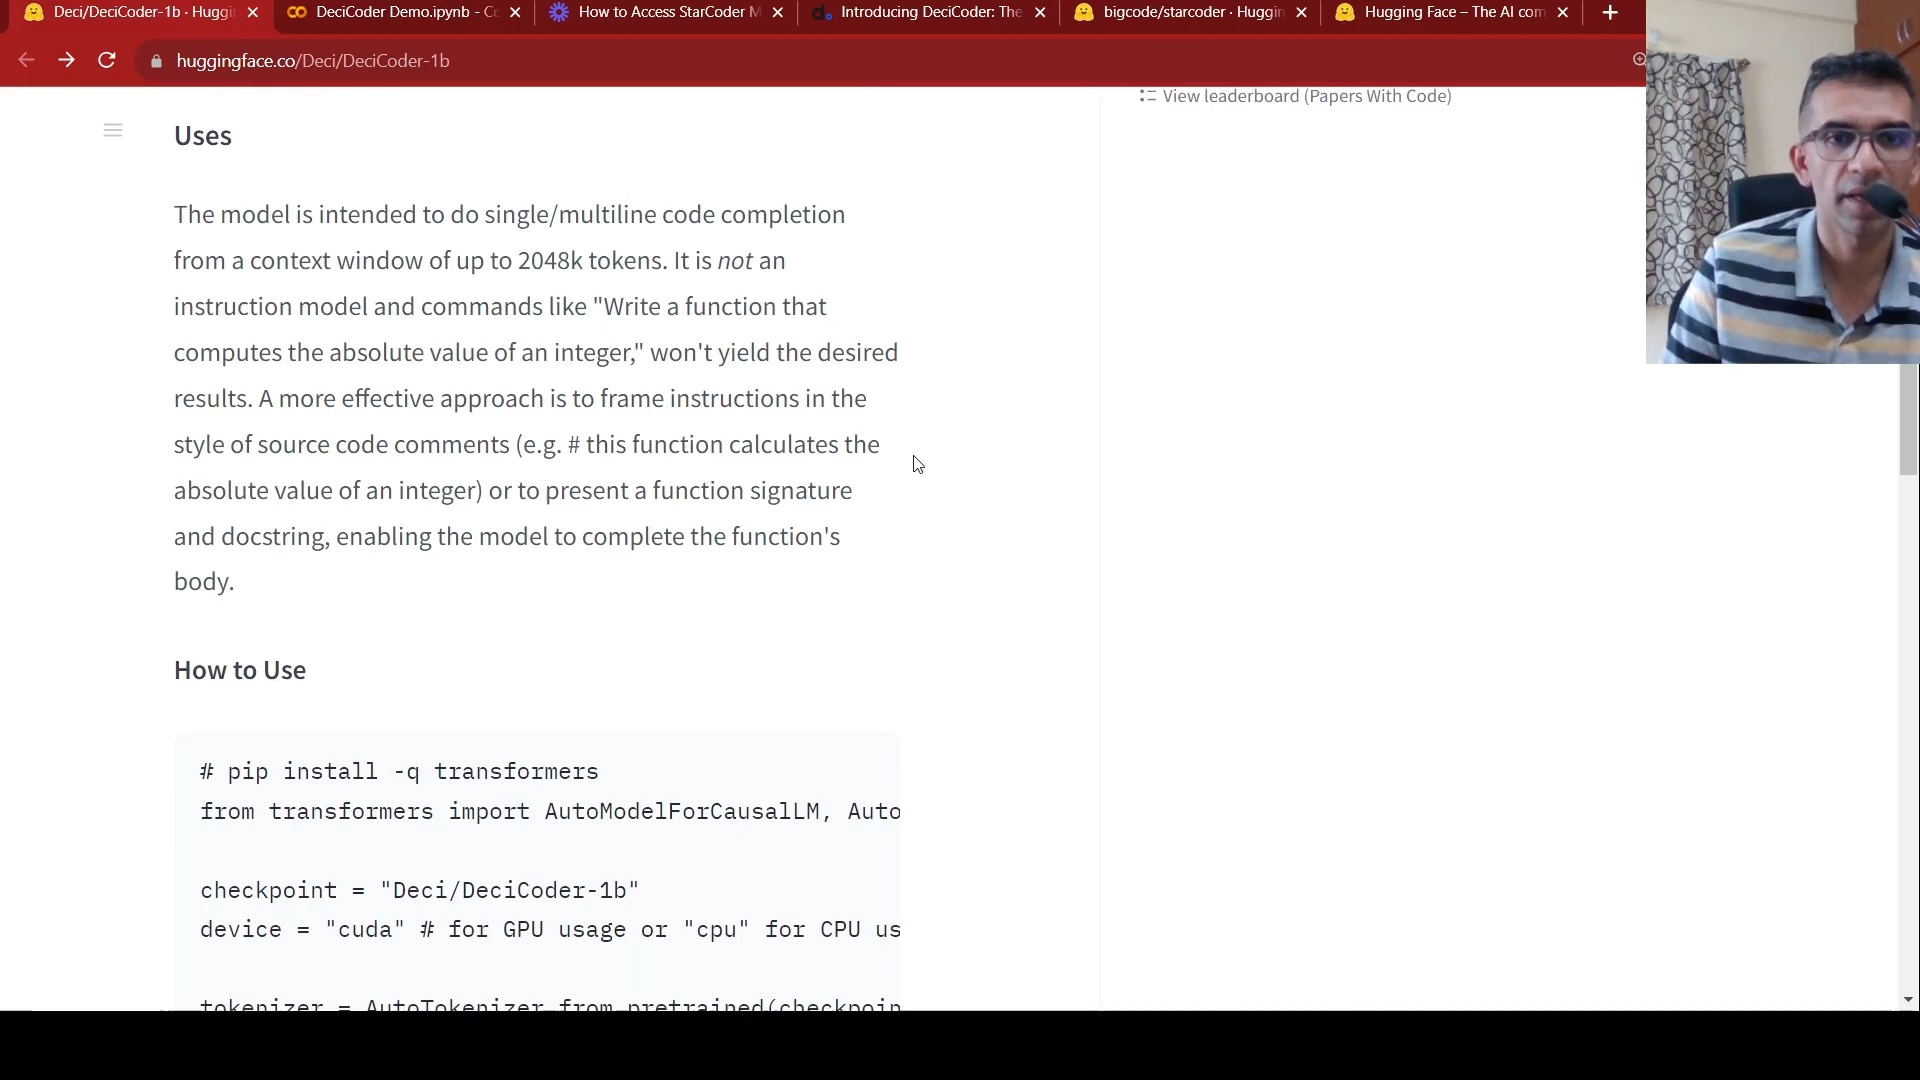 Deci/DeciCoder-1b · Huggi
DeciCoder Demo.ipynb - Co
How to Access StarCoder M
Introducing DeciCoder: The
bigcode/starcoder · Huggin
Hugging Face – The AI com
huggingface.co/Deci/DeciCoder-1b
View leaderboard (Papers With Code)
Uses
The model is intended to do single/multiline code completion
from a context window of up to 2048k tokens. It is not an
instruction model and commands like "Write a function that
computes the absolute value of an integer," won't yield the desired
results. A more effective approach is to frame instructions in the
style of source code comments (e.g. # this function calculates the
absolute value of an integer) or to present a function signature
and docstring, enabling the model to complete the function's
body.
How to Use
# pip install -q transformers
from transformers import AutoModelForCausalLM, Auto
checkpoint = "Deci/DeciCoder-1b"
device = "cuda" # for GPU usage or "cpu" for CPU us
tokenizer = AutoTokenizer.from_pretrained(checkpoin